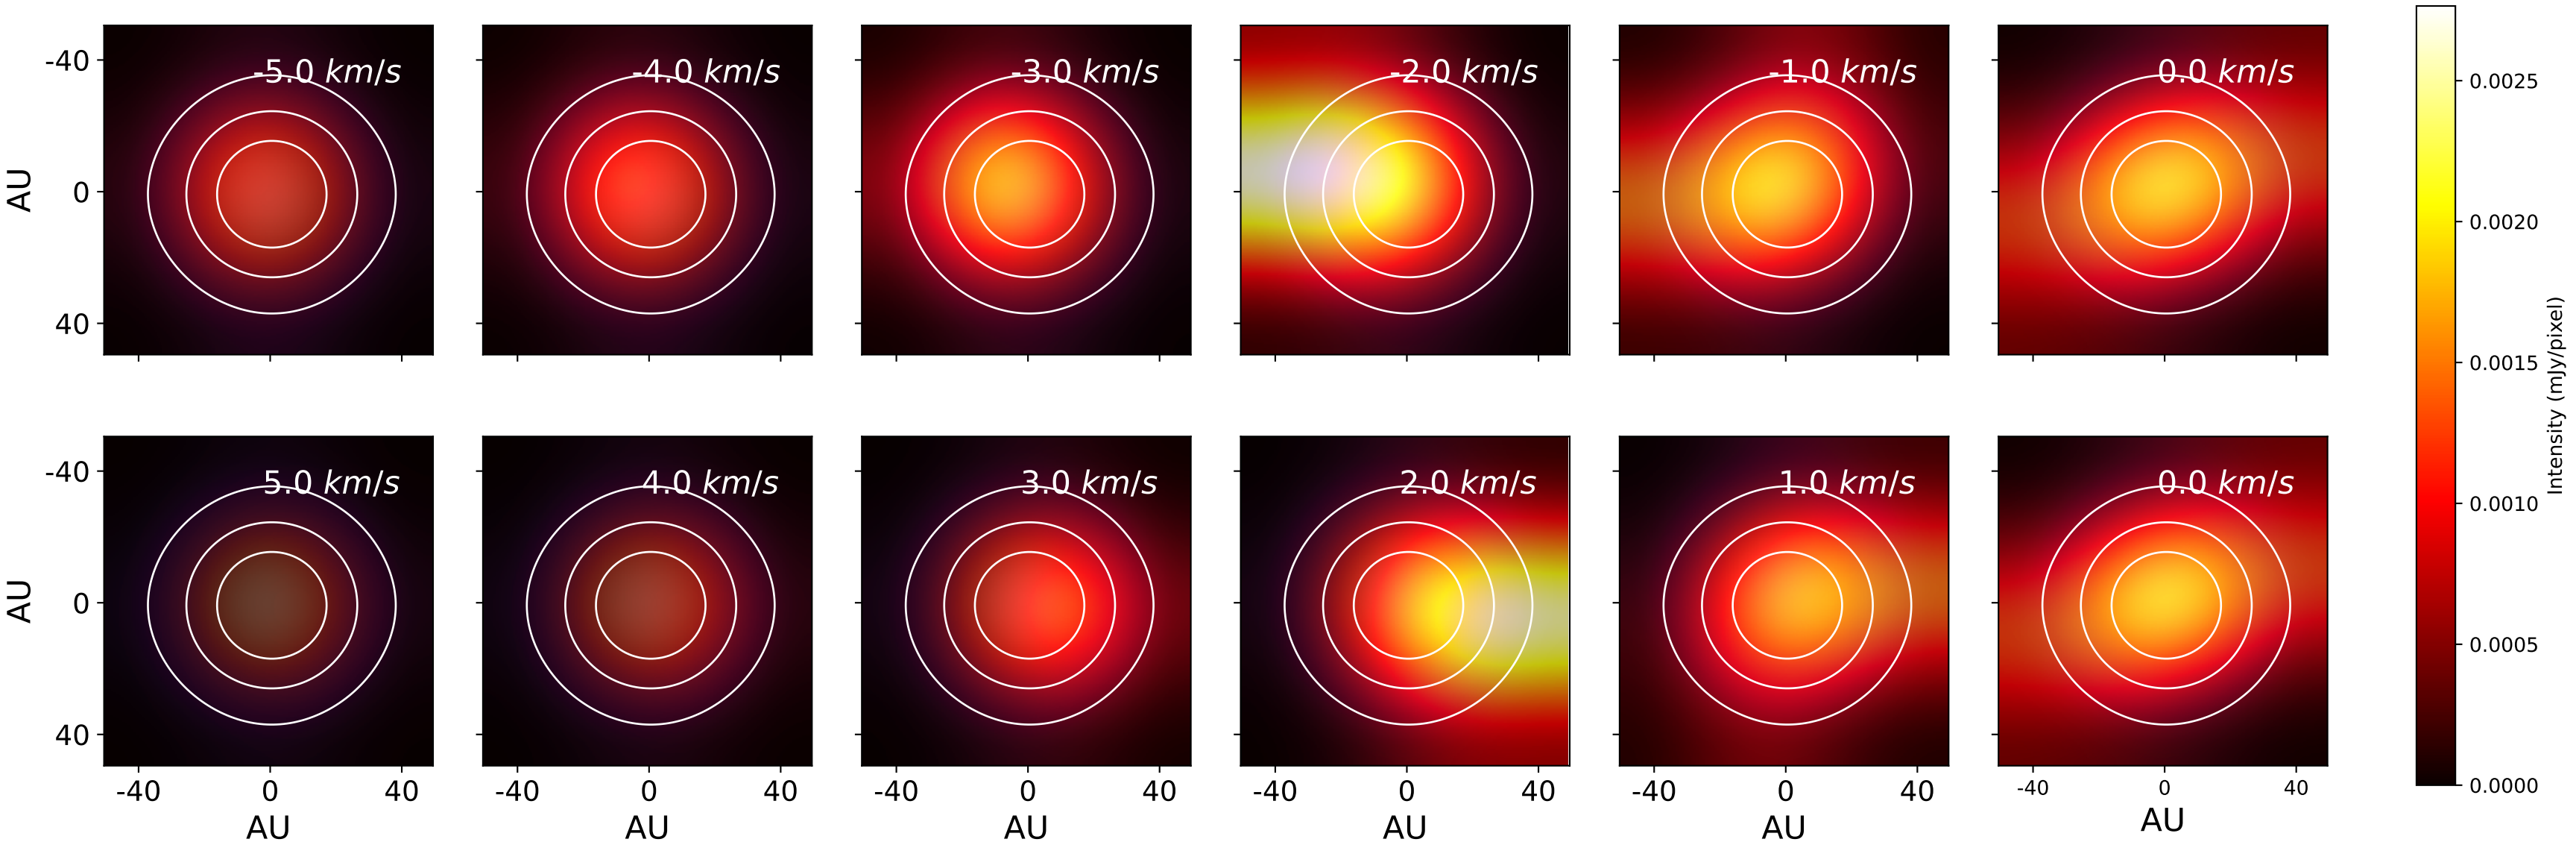 -5.0 km/s
-4.0 km/s
-3.0 km/s
-2.0 km/s
-1.0 km/s
0.0 km/s
-40
0
40
AU
5.0 km/s
4.0 km/s
3.0 km/s
2.0 km/s
1.0 km/s
0.0 km/s
-40
0
40
AU
-40 0 40
-40 0 40
-40 0 40
-40 0 40
-40 0 40
-40 0 40
AU
AU
AU
AU
AU
AU
0.0025
0.0020
0.0015
0.0010
0.0005
0.0000
Intensity (mJy/pixel)